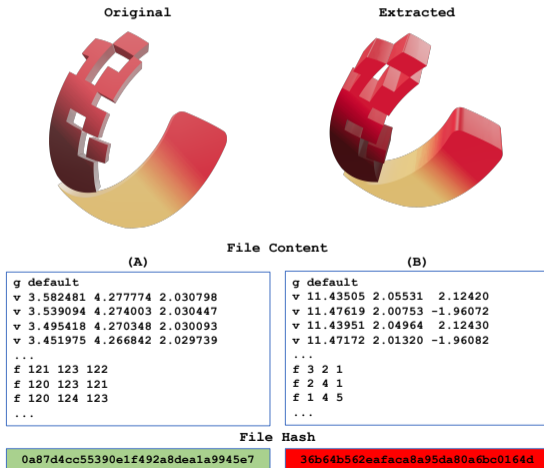 Original
Extracted
File Content
(A)
(B)
g default
v 3.582481 4.277774 2.030798
v 3.539094 4.274003 2.030447
v 3.495418 4.270348 2.030093
v 3.451975 4.266842 2.029739
...
f 121 123 122
f 120 123 121
f 120 124 123
...
g default
v 11.43505 2.05531 2.12420
v 11.47619 2.00753 -1.96072
v 11.43951 2.04964 2.12430
v 11.47172 2.01320 -1.96082
...
f 3 2 1
f 2 4 1
f 1 4 5
...
File Hash
0a87d4cc55390e1f492a8dea1a9945e7
36b64b562eafaca8a95da80a6bc0164d